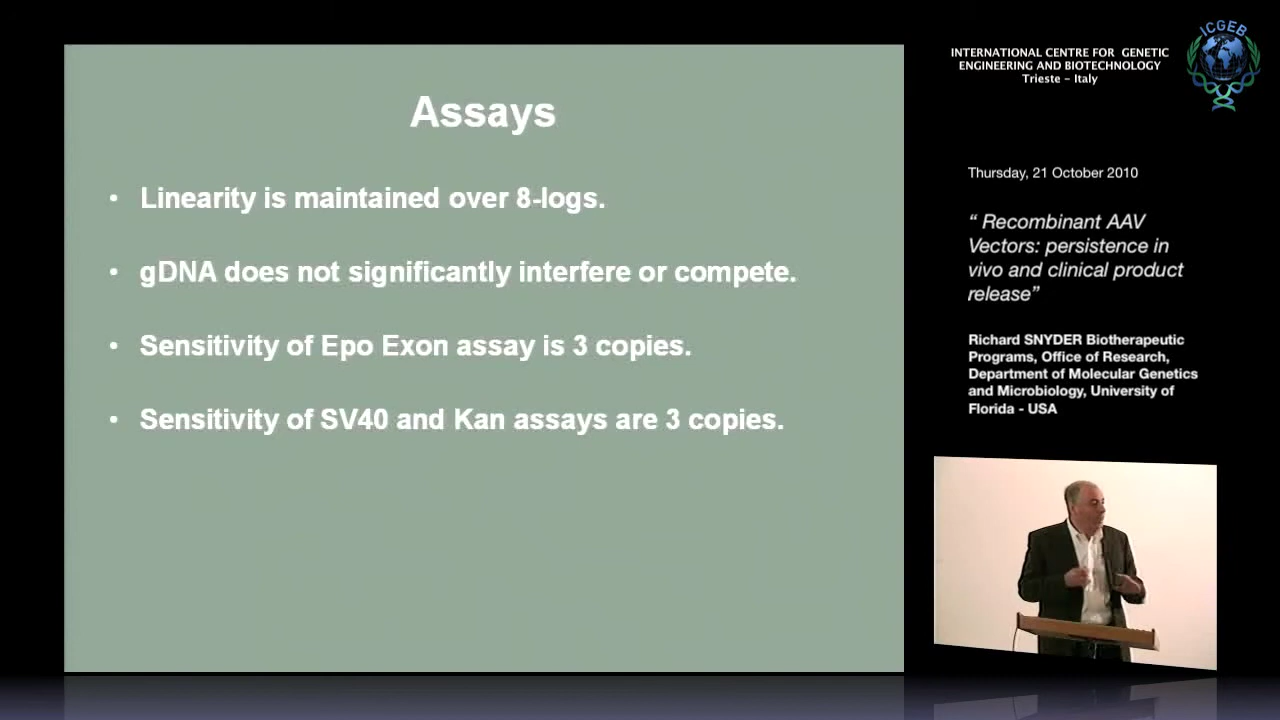 Assays
• Linearity is maintained over 8-logs.
• gDNA does not significantly interfere or compete.
• Sensitivity of Epo Exon assay is 3 copies.
• Sensitivity of SV40 and Kan assays are 3 copies.
INTERNATIONAL CENTRE FOR GENETIC
ENGINEERING AND BIOTECHNOLOGY
Trieste – Italy
ICGEB
Thursday, 21 October 2010
“ Recombinant AAV
Vectors: persistence in
vivo and clinical product
release”
Richard SNYDER Biotherapeutic
Programs, Office of Research,
Department of Molecular Genetics
and Microbiology, University of
Florida - USA